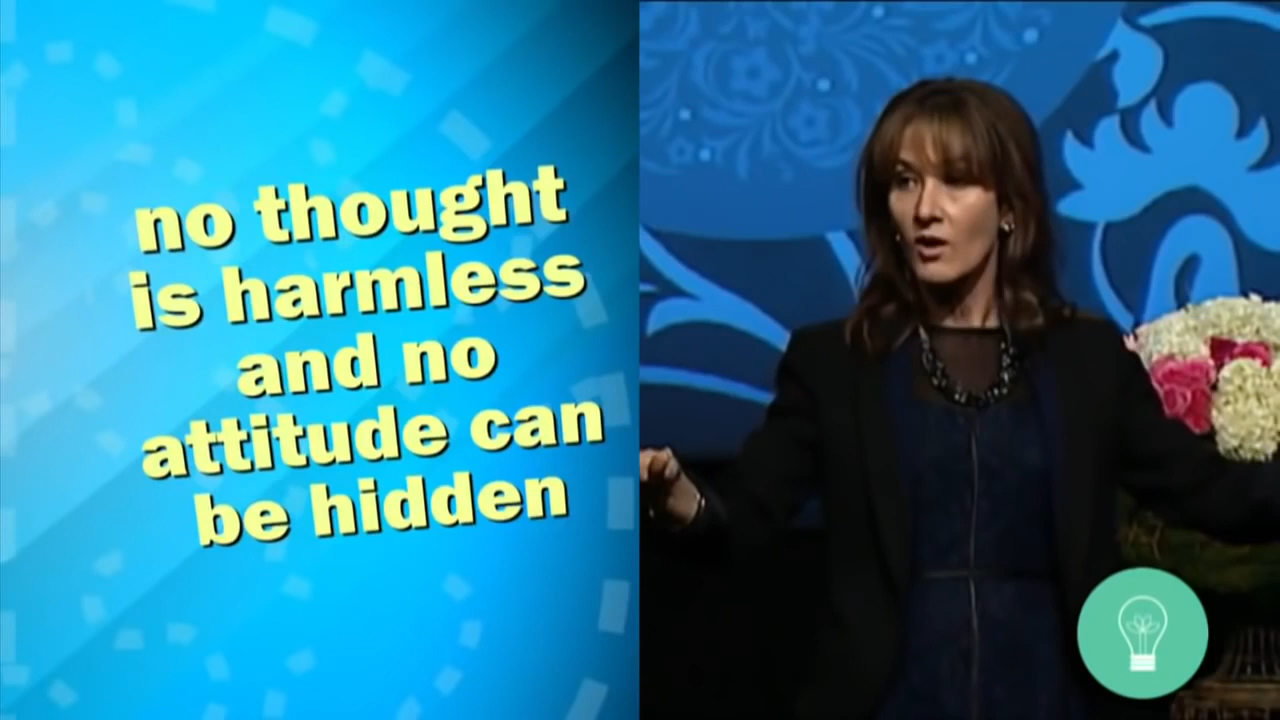 no thought
is harmless
and no
attitude can
be hidden